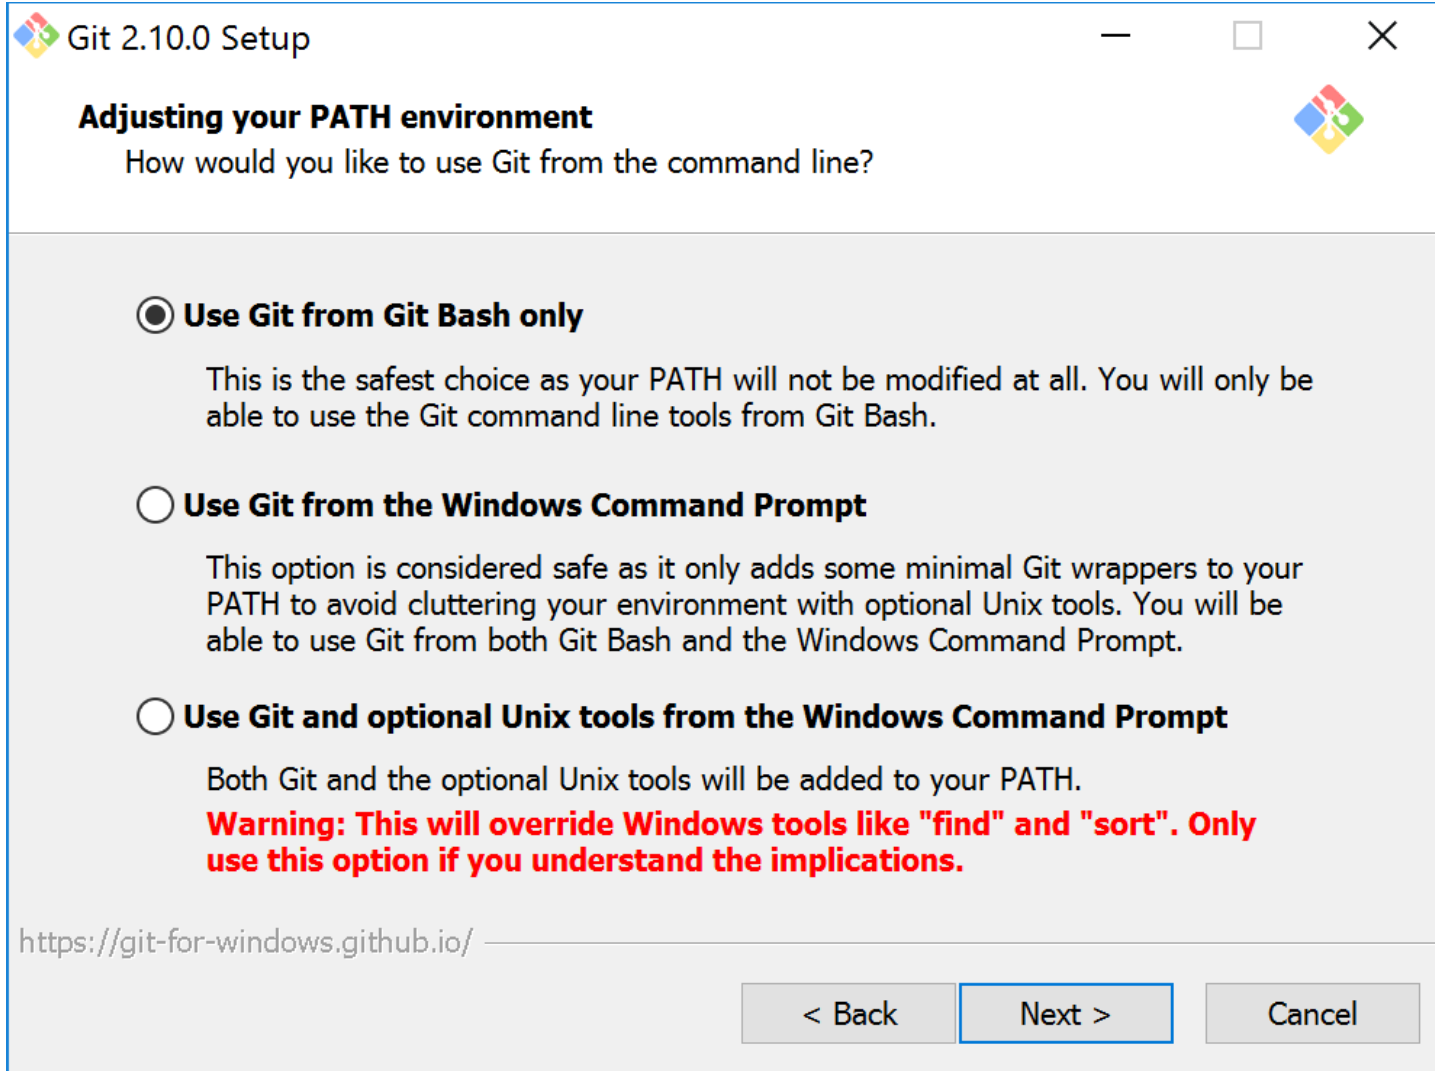 Git 2.10.0 Setup
Adjusting your PATH environment
How would you like to use Git from the command line?
Use Git from Git Bash only
This is the safest choice as your PATH will not be modified at all. You will only be
able to use the Git command line tools from Git Bash.
Use Git from the Windows Command Prompt
This option is considered safe as it only adds some minimal Git wrappers to your
PATH to avoid cluttering your environment with optional Unix tools. You will be
able to use Git from both Git Bash and the Windows Command Prompt.
Use Git and optional Unix tools from the Windows Command Prompt
Both Git and the optional Unix tools will be added to your PATH.
Warning: This will override Windows tools like "find" and "sort". Only
use this option if you understand the implications.
https://git-for-windows.github.io/
< Back Next > Cancel